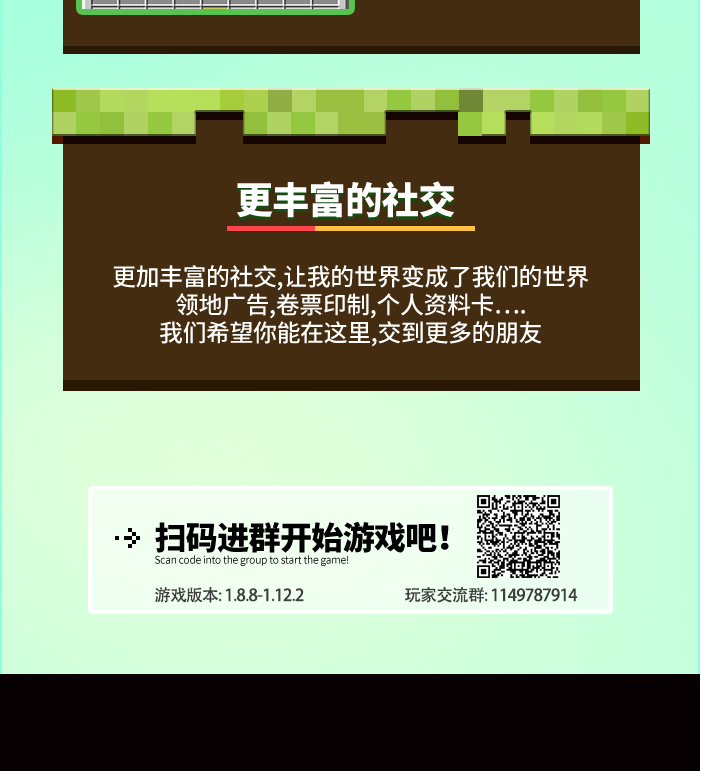 更丰富的社交
更加丰富的社交,让我的世界变成了我们的世界
领地广告,卷票印制,个人资料卡....
我们希望你能在这里,交到更多的朋友
扫码进群开始游戏吧!
Scan code into the group to start the game!
游戏版本: 1.8.8-1.12.2
玩家交流群: 1149787914